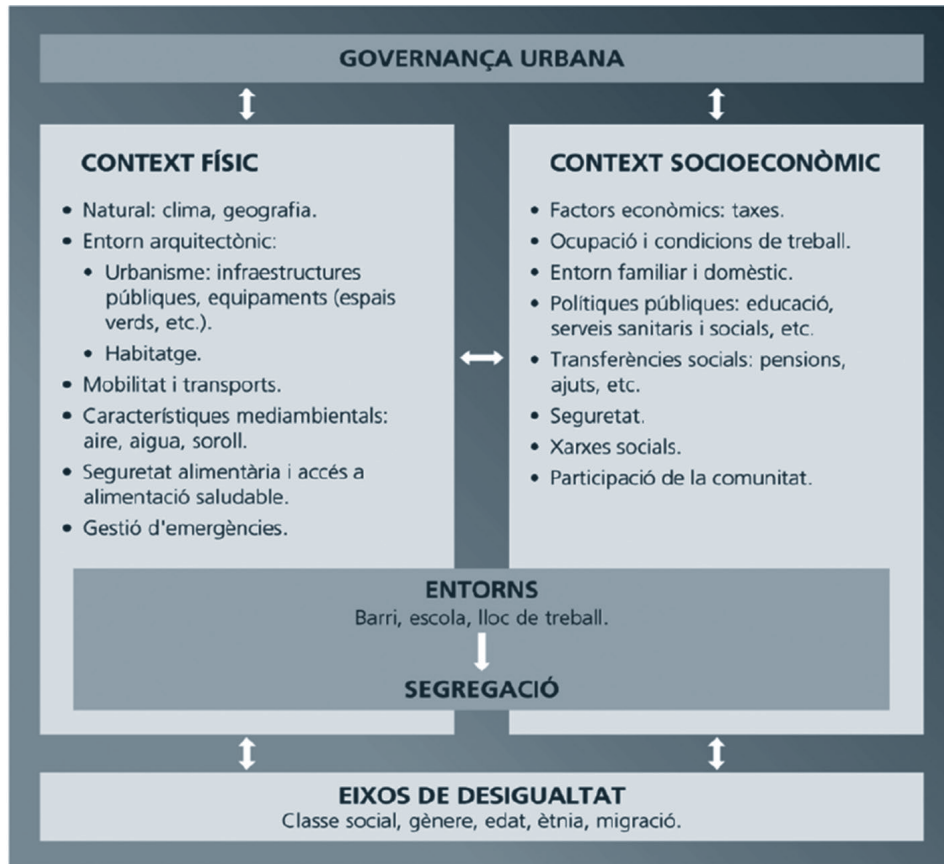 GOVERNANÇA URBANA
CONTEXT FÍSIC
• Natural: clima, geografia.
• Entorn arquitectònic:
• Urbanisme: infraestructures
públiques, equipaments (espais
verds, etc.).
• Habitatge.
• Mobilitat i transports.
• Característiques mediambientals:
aire, aigua, soroll.
• Seguretat alimentària i accés a
alimentació saludable.
• Gestió d'emergències.
CONTEXT SOCIOECONÒMIC
• Factors econòmics: taxes.
• Ocupació i condicions de treball.
• Entorn familiar i domèstic.
• Polítiques públiques: educació,
serveis sanitaris i socials, etc.
• Transferències socials: pensions,
ajuts, etc.
• Seguretat.
• Xarxes socials.
• Participació de la comunitat.
ENTORNS
Barri, escola, lloc de treball.
SEGREGACIÓ
EIXOS DE DESIGUALTAT
Classe social, gènere, edat, ètnia, migració.